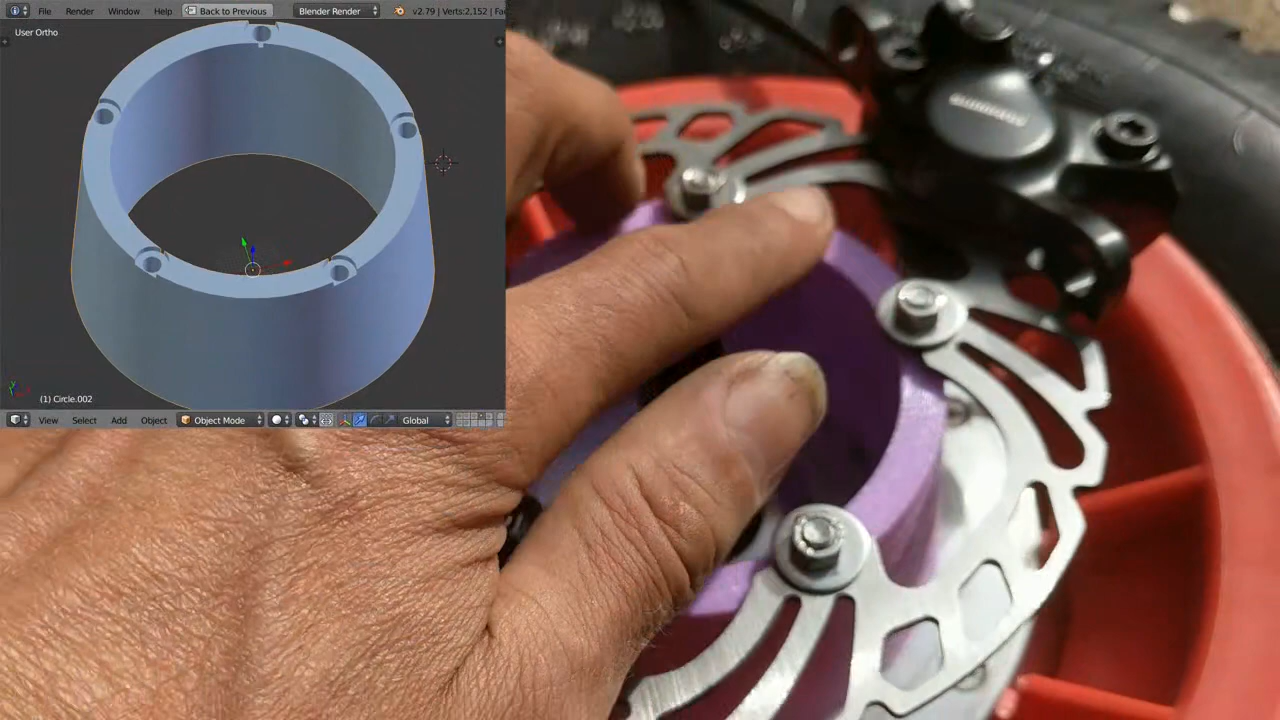 File Render Window Help Back to Previous Blender Render v2.79 | Verts:2,152 | Fa
User Ortho
SHIMANO
(1) Circle.002
View Select Add Object Object Mode Global